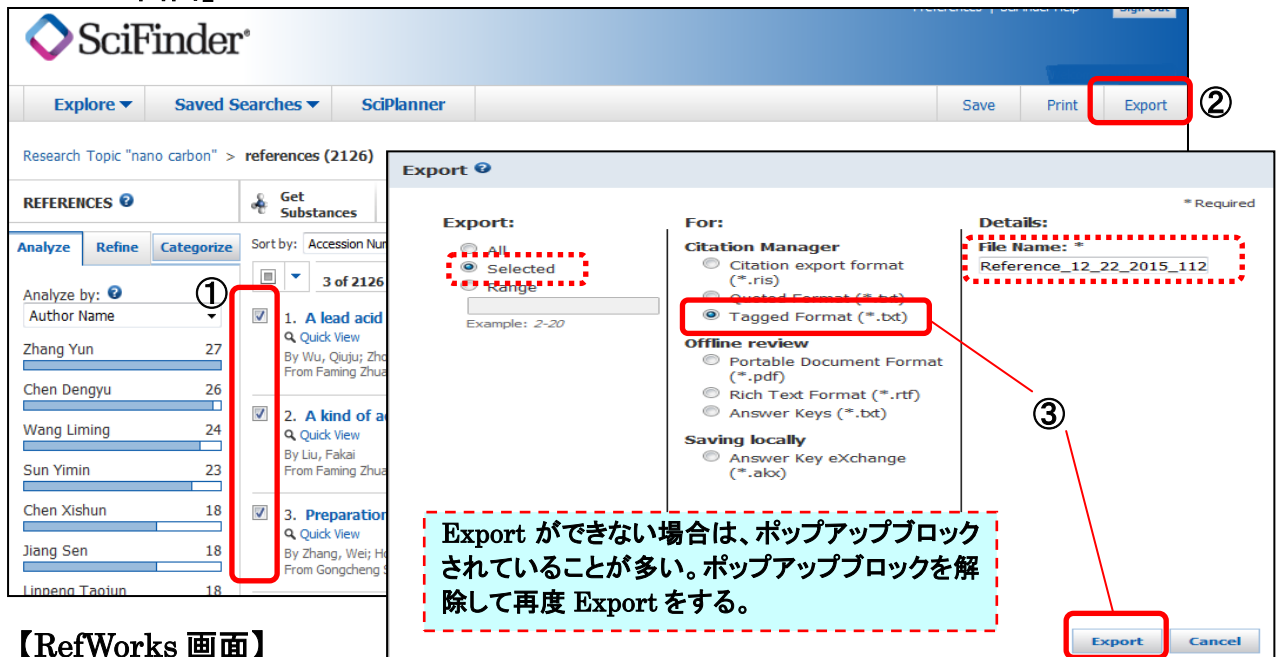 SciFinder®
Explore ▼ Saved Searches ▼ SciPlanner Save Print Export ②
Research Topic "nano carbon" > references (2126)
REFERENCES
Get
Substances
Analyze Refine Categorize
Sort by: Accession Num
3 of 2126
Analyze by:
①
Author Name
Zhang Yun 27
Chen Dengyu 26
Wang Liming 24
Sun Yimin 23
Chen Xishun 18
Jiang Sen 18
Linpeng Taojun 18
1. A lead acid
Quick View
By Wu, Qiuju; Zho
From Faming Zhua
2. A kind of a
Quick View
By Liu, Fakai
From Faming Zhua
3. Preparation
Quick View
By Zhang, Wei; Ho
From Gongcheng S
Export
* Required
Export:
All
Selected
Range
Example: 2-20
For:
Citation Manager
Citation export format
(*.ris)
Quoted Format (*.txt)
Tagged Format (*.txt)
Offline review
Portable Document Format
(*.pdf)
Rich Text Format (*.rtf)
Answer Keys (*.txt)
Saving locally
Answer Key eXchange
(*.akx)
Details:
File Name: *
Reference_12_22_2015_112
③
Export ができない場合は、ポップアップブロック
されていることが多い。ポップアップブロックを解
除して再度 Export をする。
Export Cancel
【RefWorks 画面】